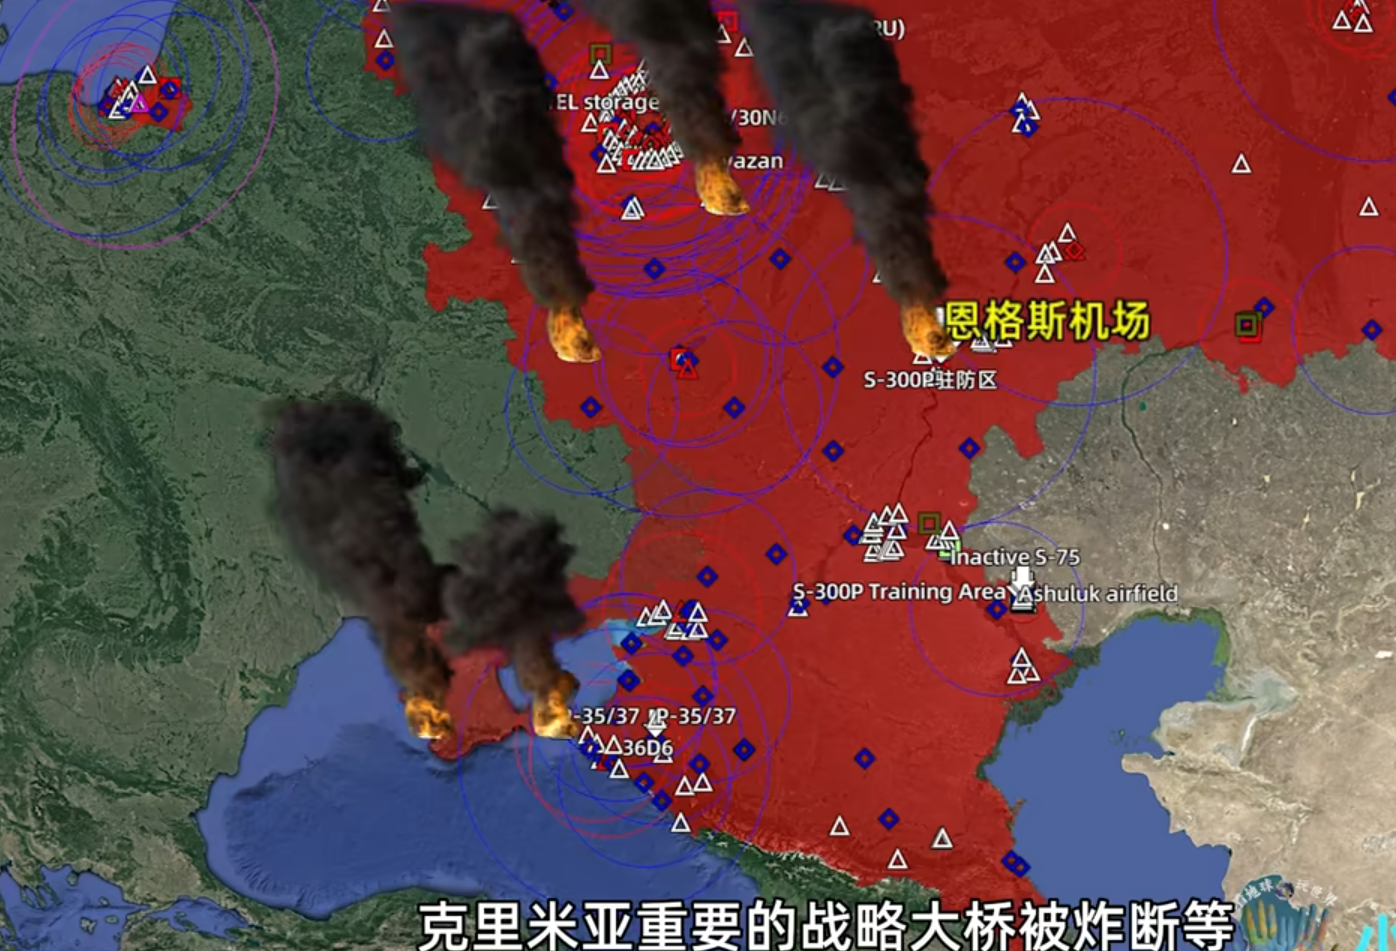 RU)
EL storage
/30N6
yazan
恩格斯机场
S-300P驻防区
Inactive S-75
S-300P Training Area
Ashuluk airfield
P-35/37
P-35/37
36D6
克里米亚重要的战略大桥被炸断等